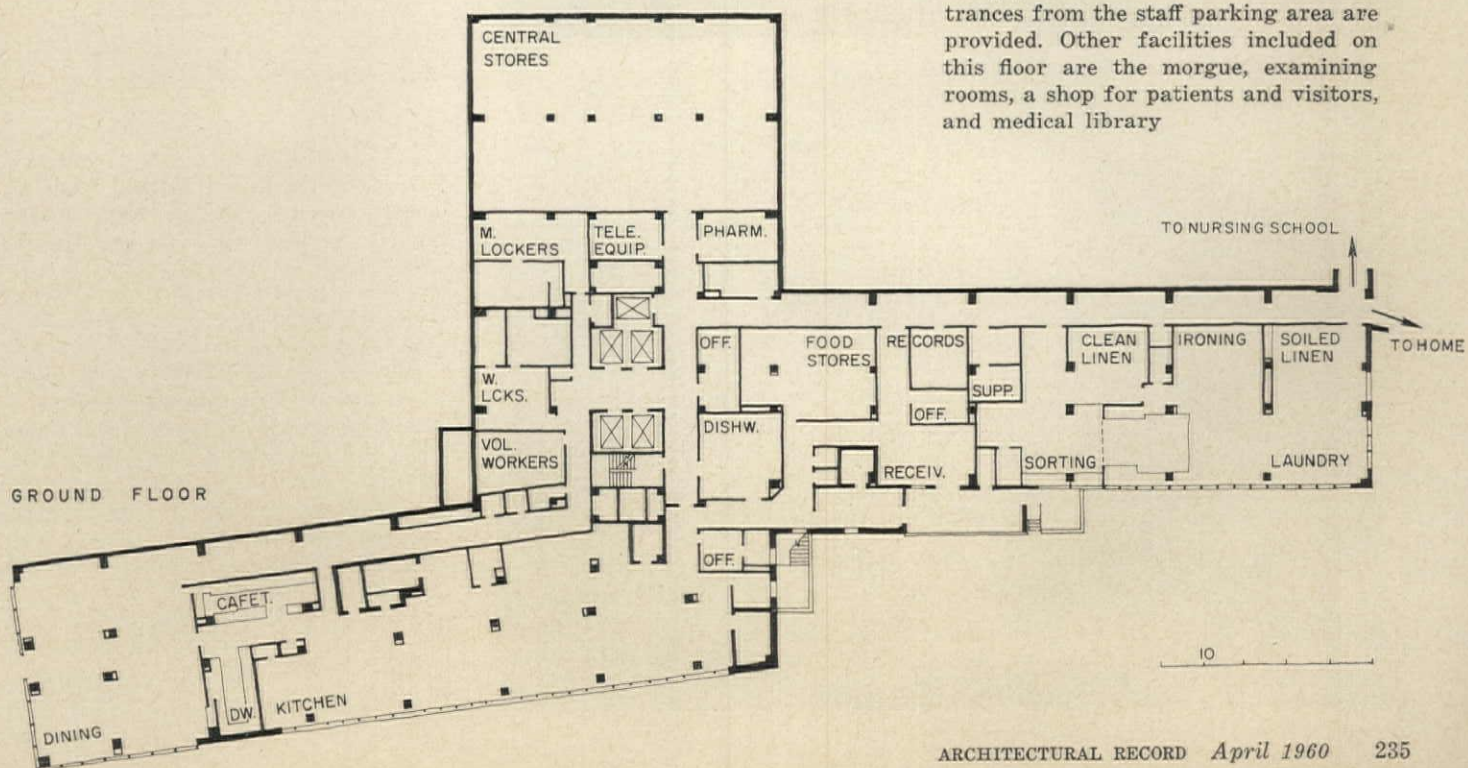 trances from the staff parking area are
provided. Other facilities included on
this floor are the morgue, examining
rooms, a shop for patients and visitors,
and medical library
CENTRAL
STORES
M.
LOCKERS
TELE.
EQUIP.
PHARM.
TO NURSING SCHOOL
TO HOME
OFF.
FOOD
STORES
RECORDS
CLEAN
LINEN
IRONING
SOILED
LINEN
W.
LCKS.
SUPP.
OFF.
DISHW.
VOL.
WORKERS
RECEIV.
SORTING
LAUNDRY
GROUND FLOOR
OFF.
CAFET.
KITCHEN
DW.
DINING
10
ARCHITECTURAL RECORD April 1960 235